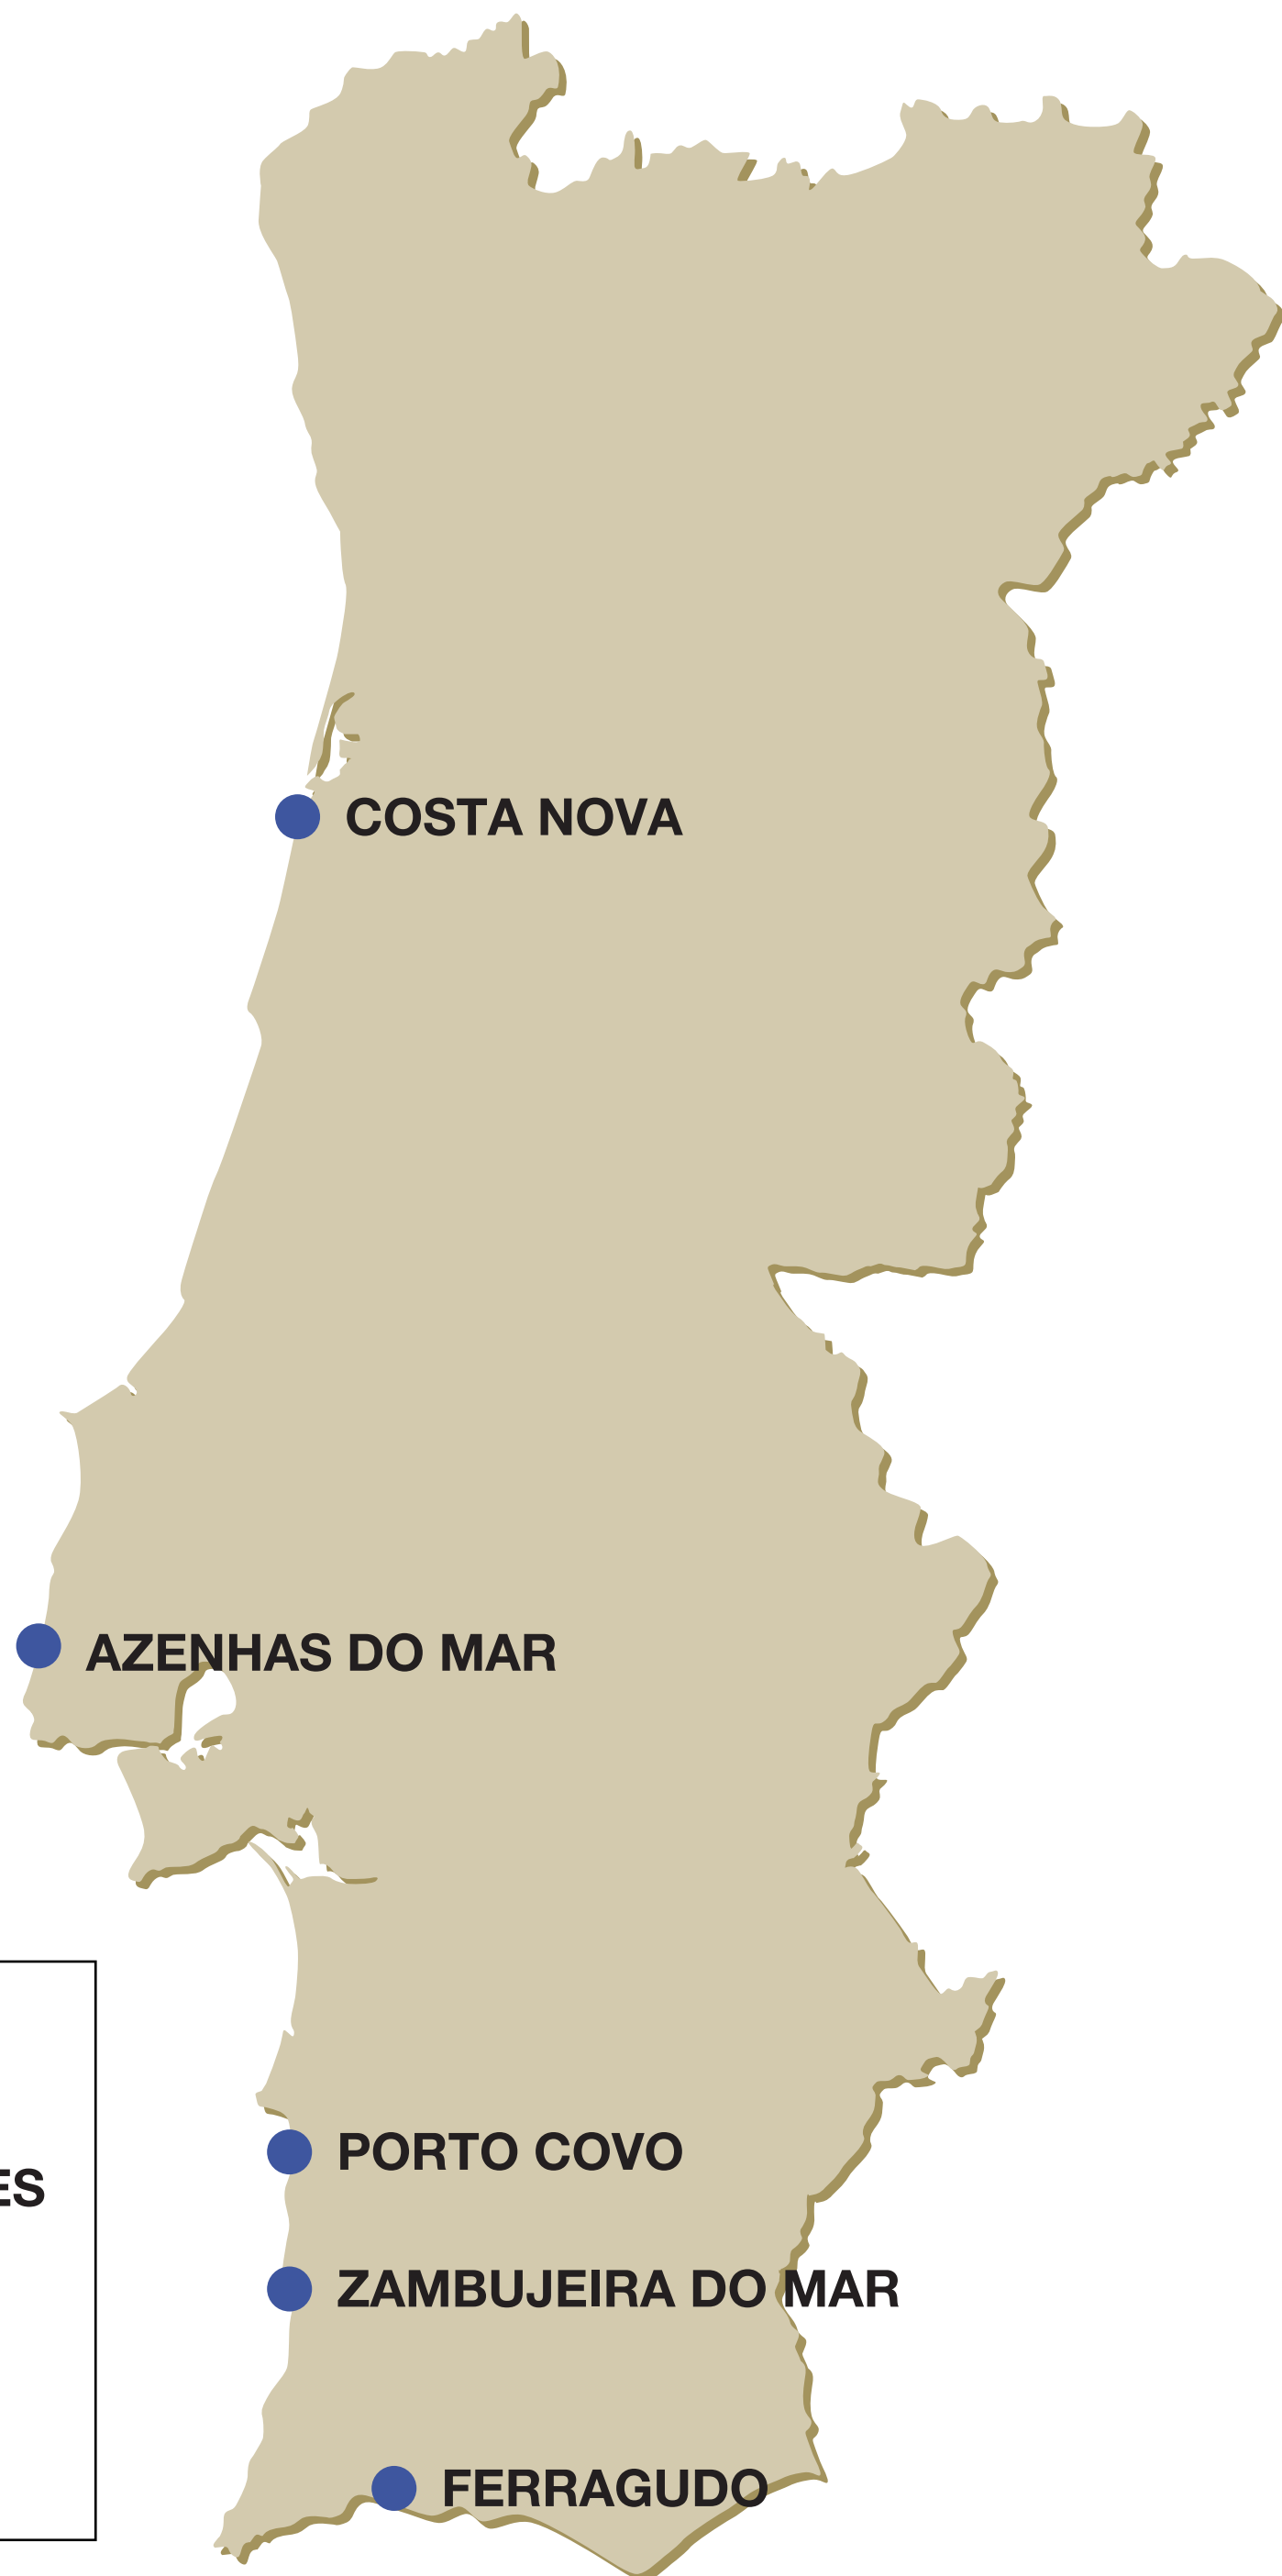 COSTA NOVA
AZENHAS DO MAR
PORTO COVO
ES
ZAMBUJEIRA DO MAR
FERRAGUDO